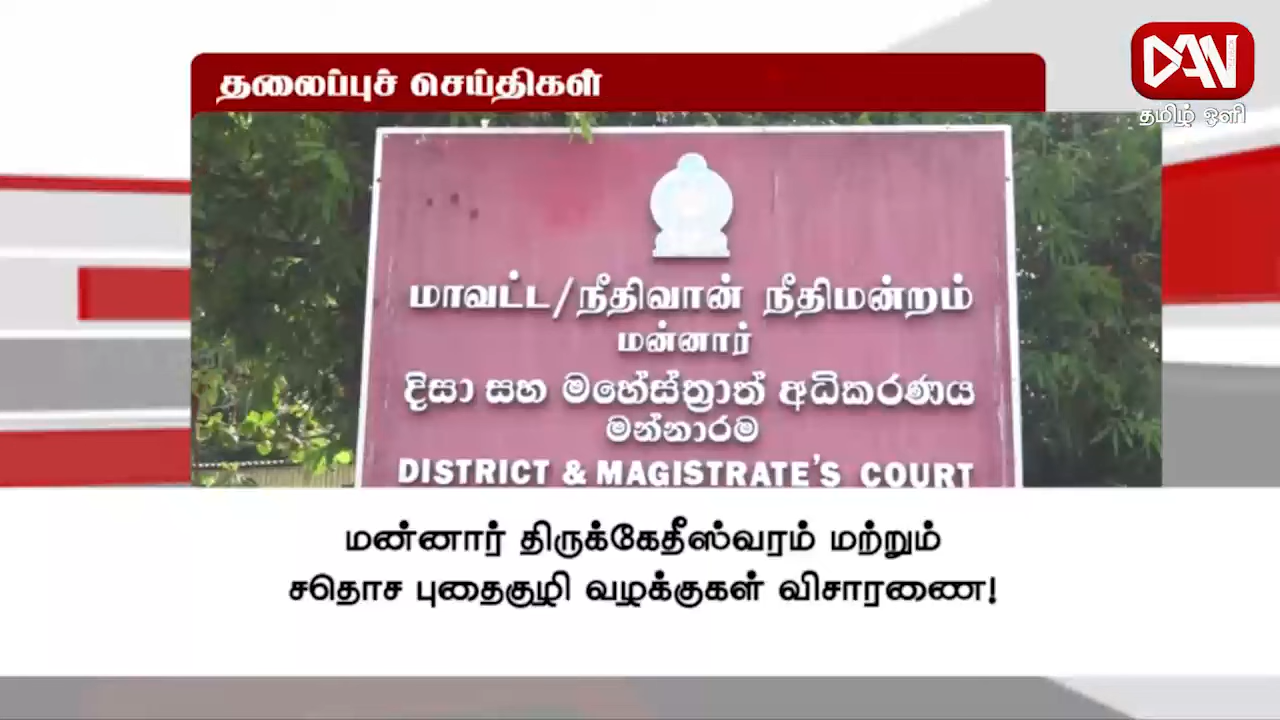 தலைப்புச் செய்திகள்
DAN
தமிழ் ஒளி
மாவட்ட/நீதிவான் நீதிமன்றம்
மன்னார்
දිසා සහ මහේස්ත්‍රාත් අධිකරණය
මන්නාරම
DISTRICT & MAGISTRATE'S COURT
மன்னார் திருக்கேதீஸ்வரம் மற்றும்
சதொச புதைகுழி வழக்குகள் விசாரணை!